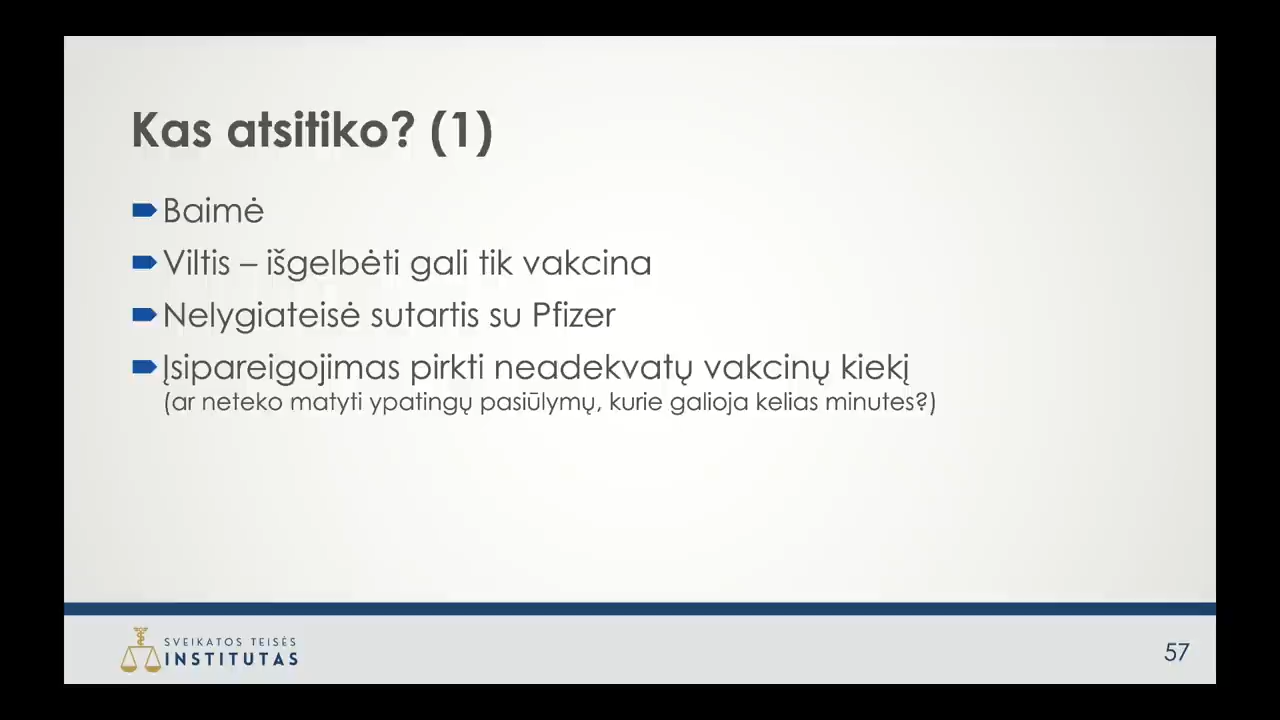 Kas atsitiko? (1)
Baimė
Viltis – išgelbėti gali tik vakcina
Nelygiateisė sutartis su Pfizer
Įsipareigojimas pirkti neadekvatų vakcinų kiekį
(ar neteko matyti ypatingų pasiūlymų, kurie galioja kelias minutes?)
SVEIKATOS TEISĖS
INSTITUTAS
57